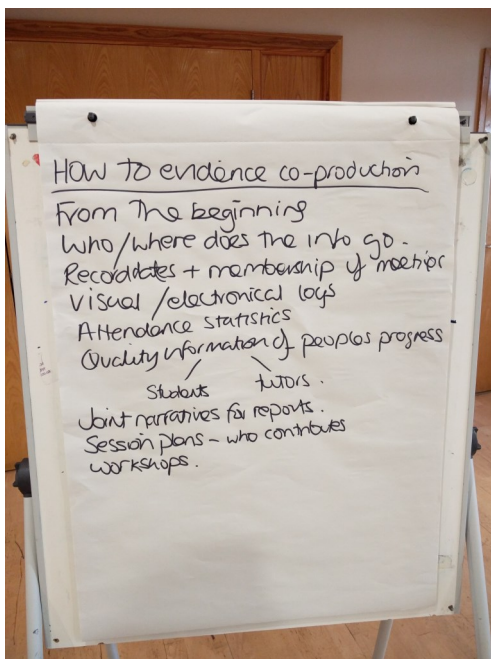 How to evidence co-production
From The beginning
Who/where does the info go.
Record dates + membership of meetings
Visual /electronical logs
Attendance statistics
Quality information of peoples progress
Students tutors.
Joint narratives for reports.
Session plans - who contributes
workshops.